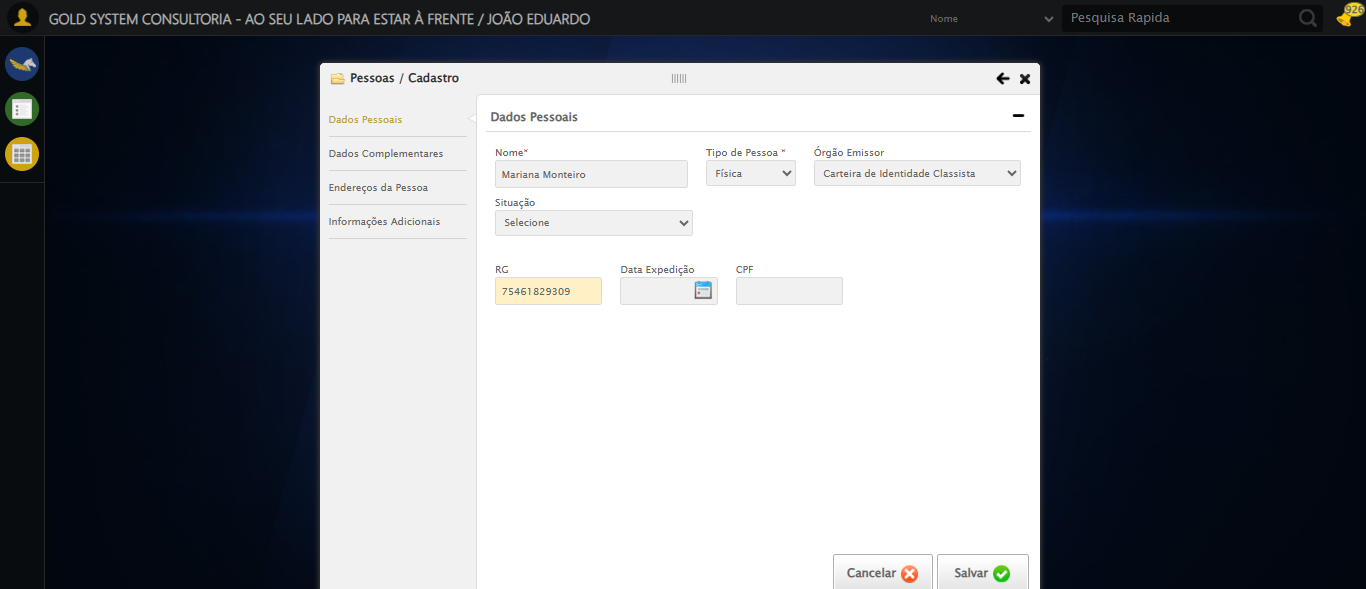 GOLD SYSTEM CONSULTORIA - AO SEU LADO PARA ESTAR À FRENTE / JOÃO EDUARDO
Nome
Pesquisa Rapida
926
Pessoas / Cadastro
Dados Pessoais
Dados Complementares
Endereços da Pessoa
Informações Adicionais
Dados Pessoais
Nome* Tipo de Pessoa * Órgão Emissor
Mariana Monteiro Física Carteira de Identidade Classista
Situação
Selecione
RG Data Expedição CPF
75461829309
Cancelar Salvar